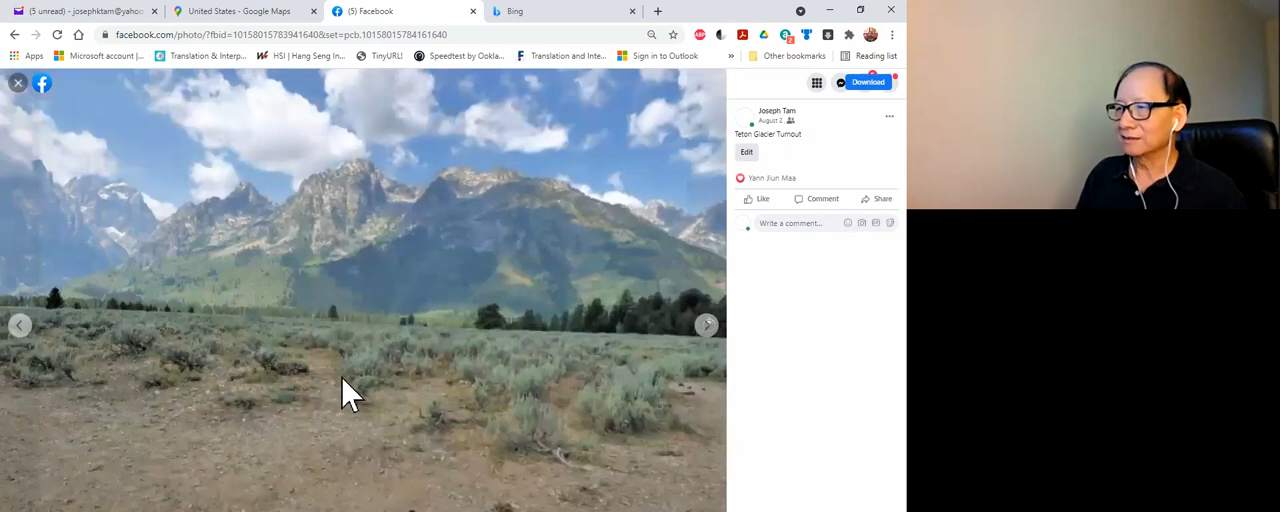 (5 unread) - josephktam@yahoo
United States - Google Maps
(5) Facebook
Bing
facebook.com/photo/?fbid=10158015783941640&set=pcb.10158015784161640
Apps
Microsoft account |...
Translation & Interp...
HSI | Hang Seng In...
TinyURL!
Speedtest by Ookla...
Translation and Inte...
Sign in to Outlook
»
Other bookmarks
Reading list
Download
Joseph Tam
August 2
Teton Glacier Turnout
Edit
Yann Jiun Maa
Like
Comment
Share
Write a comment...